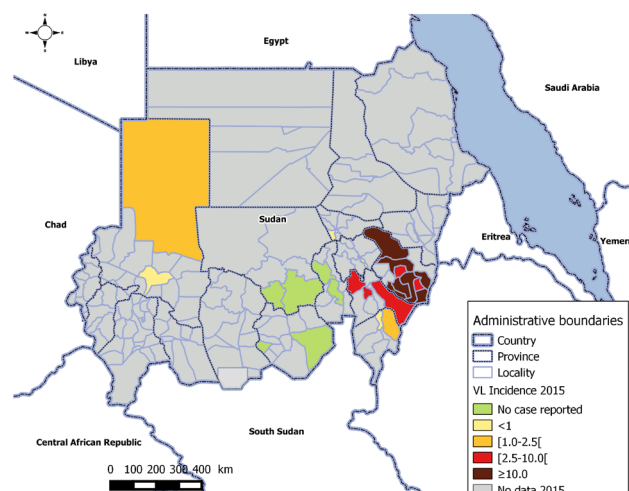 Egypt
Libya
Saudi Arabia
Sudan
Chad
Eritrea
Yemen
Administrative boundaries
Country
Province
Locality
VL Incidence 2015
No case reported
<1
[1.0-2.5[
[2.5-10.0[
≥10.0
No data 2015
South Sudan
Central African Republic
0 100 200 300 400 km